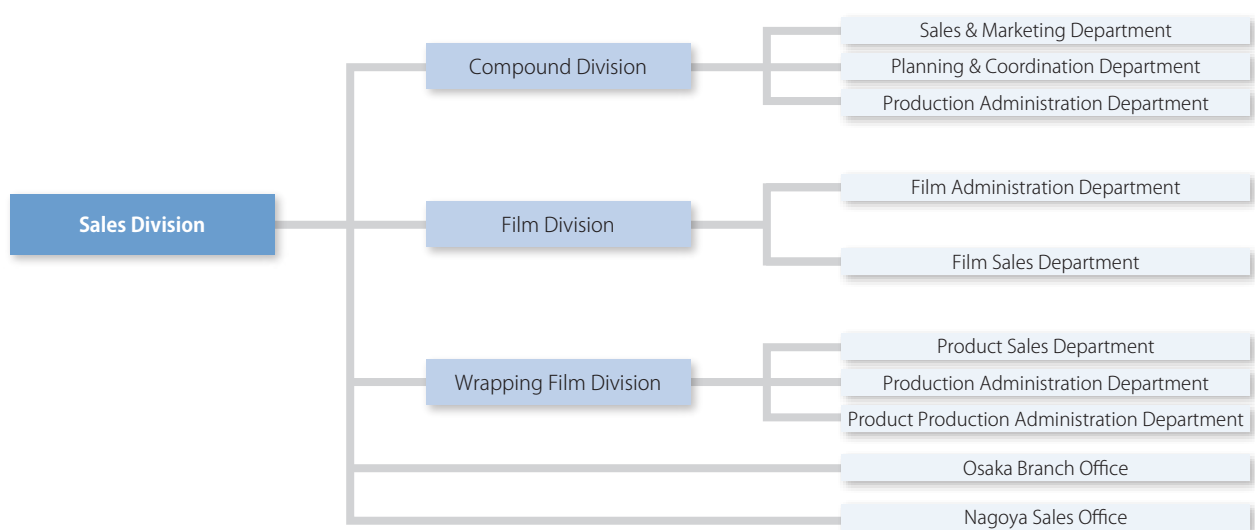 Sales Division
Compound Division
Sales & Marketing Department
Planning & Coordination Department
Production Administration Department
Film Division
Film Administration Department
Film Sales Department
Wrapping Film Division
Product Sales Department
Production Administration Department
Product Production Administration Department
Osaka Branch Office
Nagoya Sales Office